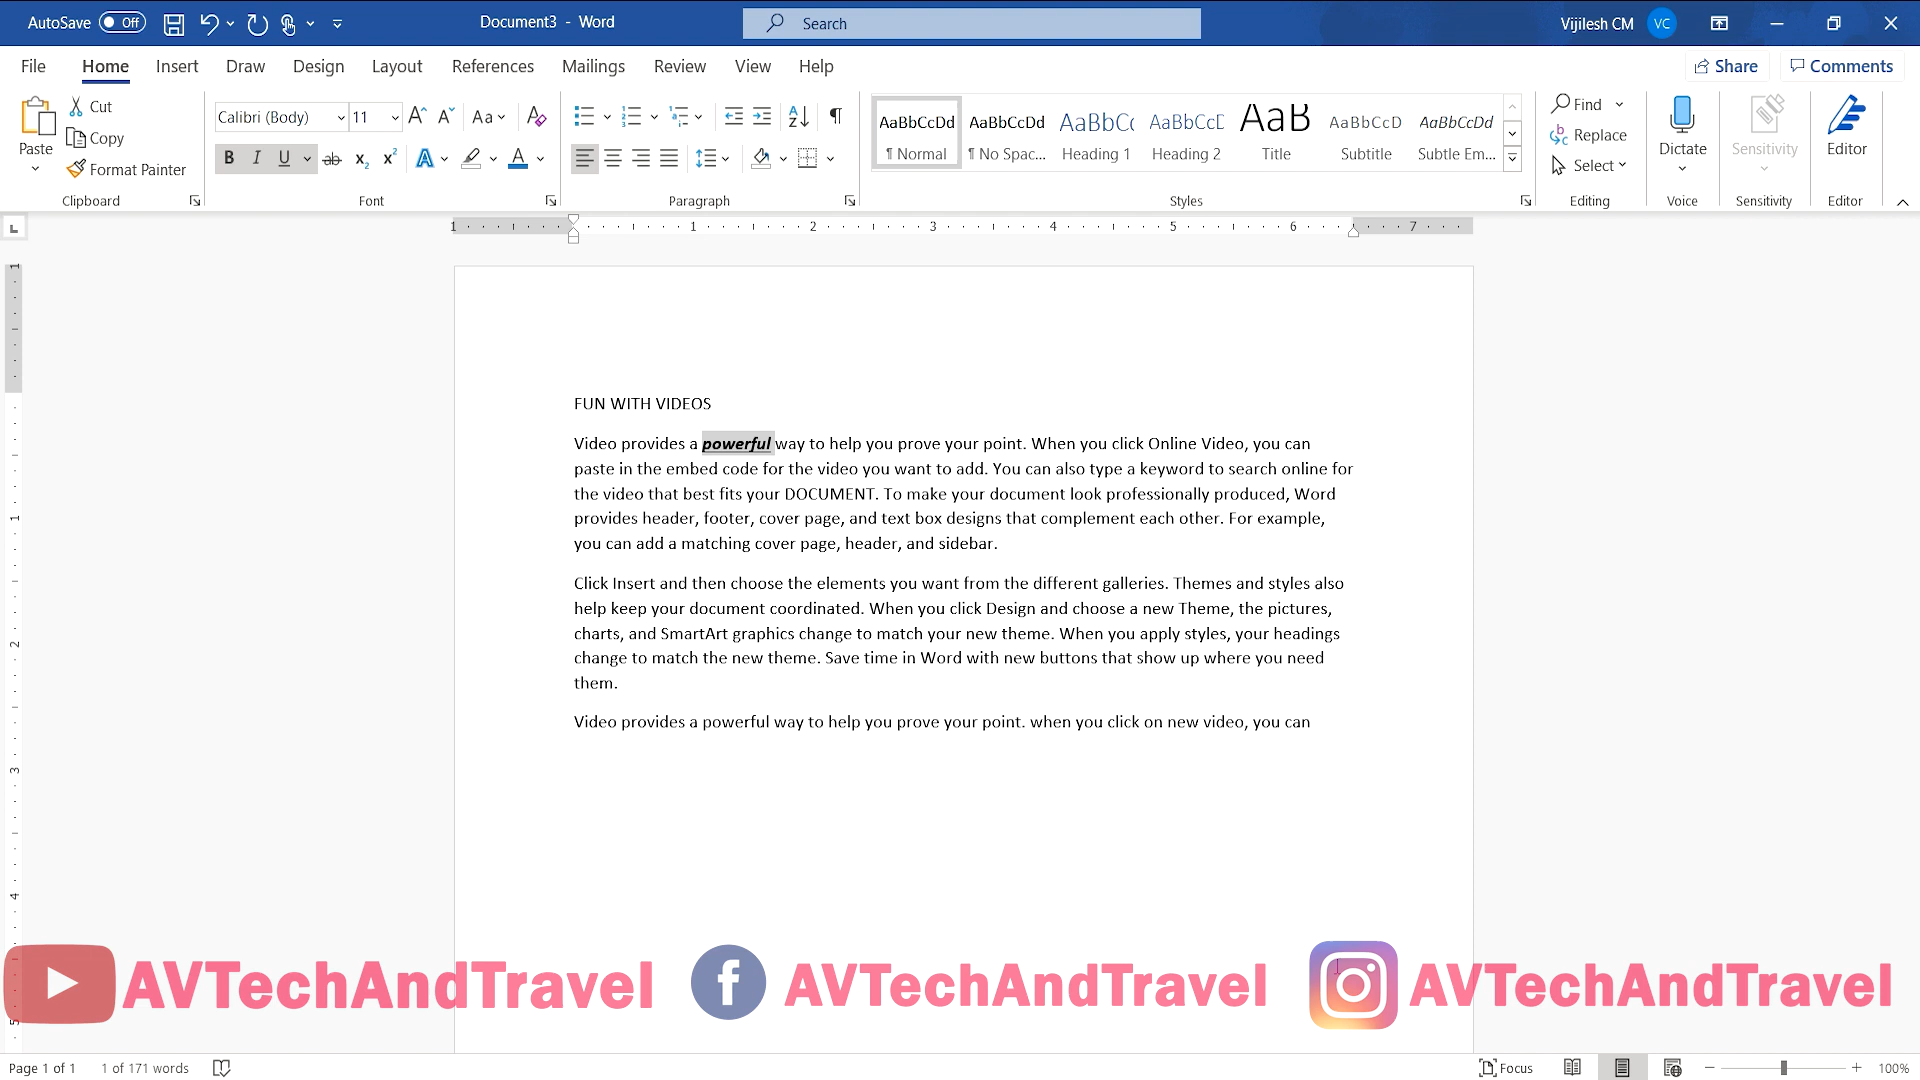 AutoSave Off
Document3 - Word
Search
Vijilesh CM VC
File Home Insert Draw Design Layout References Mailings Review View Help
Share Comments
Paste
Cut
Copy
Format Painter
Clipboard
Calibri (Body) 11
Font
Paragraph
AaBbCcDd AaBbCcDd AaBbCc AaBbCcD AaB AaBbCcD AaBbCcDd
¶ Normal ¶ No Spac... Heading 1 Heading 2 Title Subtitle Subtle Em...
Styles
Find
Replace
Select
Editing
Dictate
Voice
Sensitivity
Sensitivity
Editor
Editor
1 1 2 3 4 5 6 7
FUN WITH VIDEOS
Video provides a powerful way to help you prove your point. When you click Online Video, you can
paste in the embed code for the video you want to add. You can also type a keyword to search online for
the video that best fits your DOCUMENT. To make your document look professionally produced, Word
provides header, footer, cover page, and text box designs that complement each other. For example,
you can add a matching cover page, header, and sidebar.
Click Insert and then choose the elements you want from the different galleries. Themes and styles also
help keep your document coordinated. When you click Design and choose a new Theme, the pictures,
charts, and SmartArt graphics change to match your new theme. When you apply styles, your headings
change to match the new theme. Save time in Word with new buttons that show up where you need
them.
Video provides a powerful way to help you prove your point. when you click on new video, you can
AVTechAndTravel AVTechAndTravel AVTechAndTravel
Page 1 of 1 1 of 171 words
Focus
100%